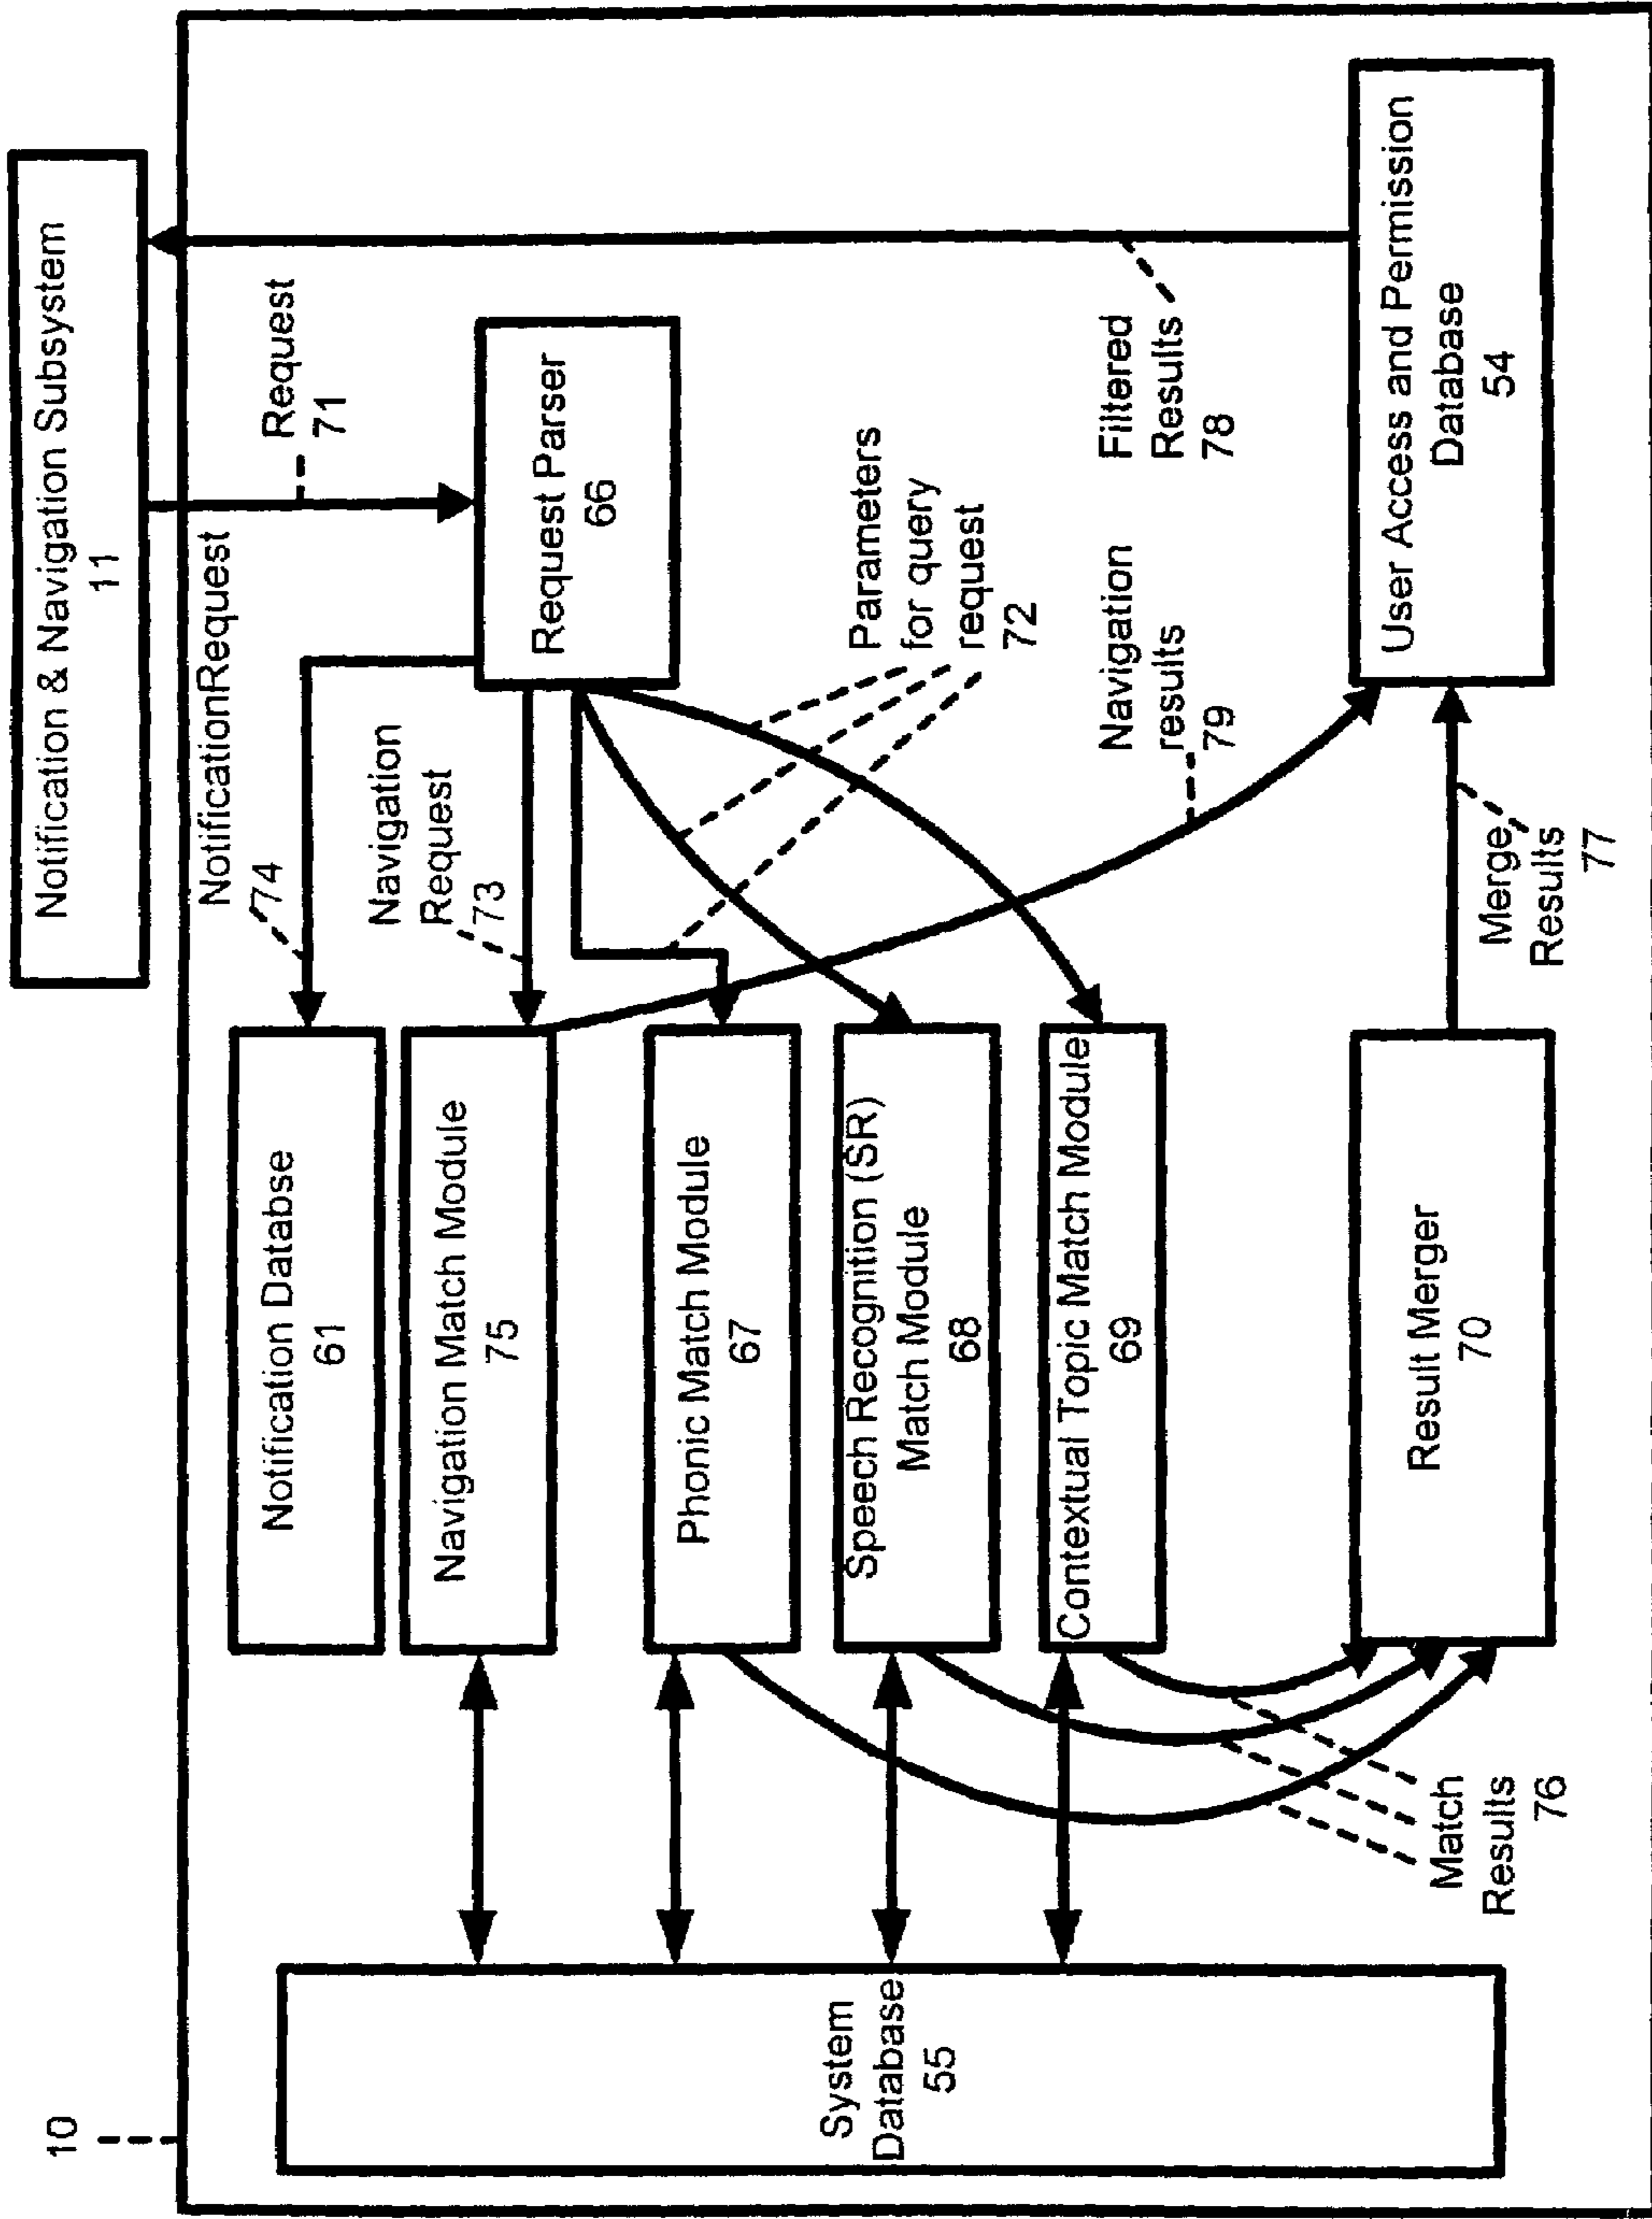 10
Notification & Navigation Subsystem
11
System
Database
55
Notification Databse
61
Navigation Match Module
75
Phonic Match Module
67
Speech Recognition (SR)
Match Module
68
Contextual Topic Match Module
69
Result Merger
70
Match
Results
76
NotificationRequest
74
Navigation
Request
73
Request
71
Request Parser
66
Parameters
for query
request
72
Navigation
results
79
Filtered
Results
78
Merge
Results
77
User Access and Permission
Database
54